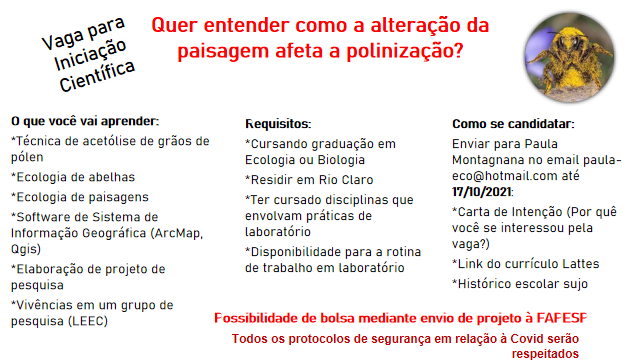 Vaga para
Iniciação
Científica
Quer entender como a alteração da
paisagem afeta a polinização?
O que você vai aprender:
*Técnica de acetólise de grãos de
pólen
*Ecologia de abelhas
*Ecologia de paisagens
*Software de Sistema de
Informação Geográfica (ArcMap,
Qgis)
*Elaboração de projeto de
pesquisa
*Vivências em um grupo de
pesquisa (LEEC)
Requisitos:
*Cursando graduação em
Ecologia ou Biologia
*Residir em Rio Claro
*Ter cursado disciplinas que
envolvam práticas de
laboratório
*Disponibilidade para a rotina
de trabalho em laboratório
Como se candidatar:
Enviar para Paula
Montagnana no email paula-
eco@hotmail.com até
17/10/2021:
*Carta de Intenção (Por quê
você se interessou pela
vaga?)
*Link do currículo Lattes
*Histórico escolar sujo
Possibilidade de bolsa mediante envio de projeto à FAFESP
Todos os protocolos de segurança em relação à Covid serão
respeitados